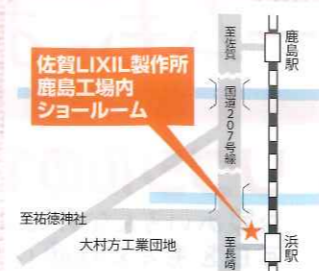 至佐賀
鹿島駅
佐賀LIXIL製作所
鹿島工場内
ショールーム
国道207号線
至祐徳神社
大村方工業団地
至長崎
浜駅